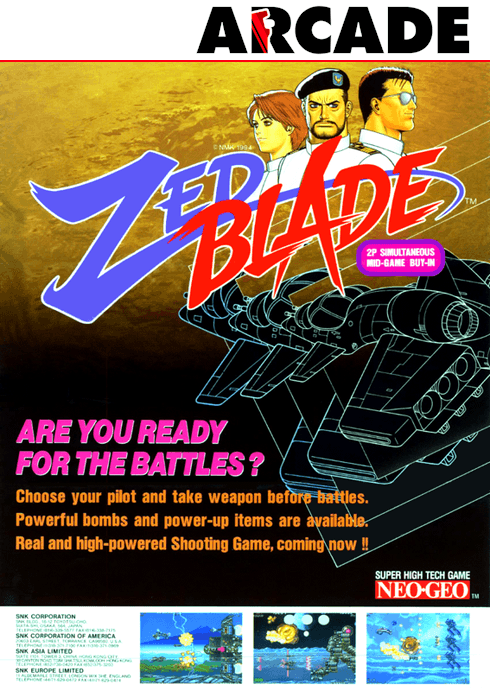 ARCADE
© NMK 1994
ZED
BLADE
TM
2P SIMULTANEOUS
MID-GAME BUY-IN
ARE YOU READY
FOR THE BATTLES?
Choose your pilot and take weapon before battles.
Powerful bombs and power-up items are available.
Real and high-powered Shooting Game, coming now !!
SUPER HIGH TECH GAME
NEO•GEO TM
SNK CORPORATION
SNK CORPORATION OF AMERICA
SNK ASIA LIMITED
SNK EUROPE LIMITED